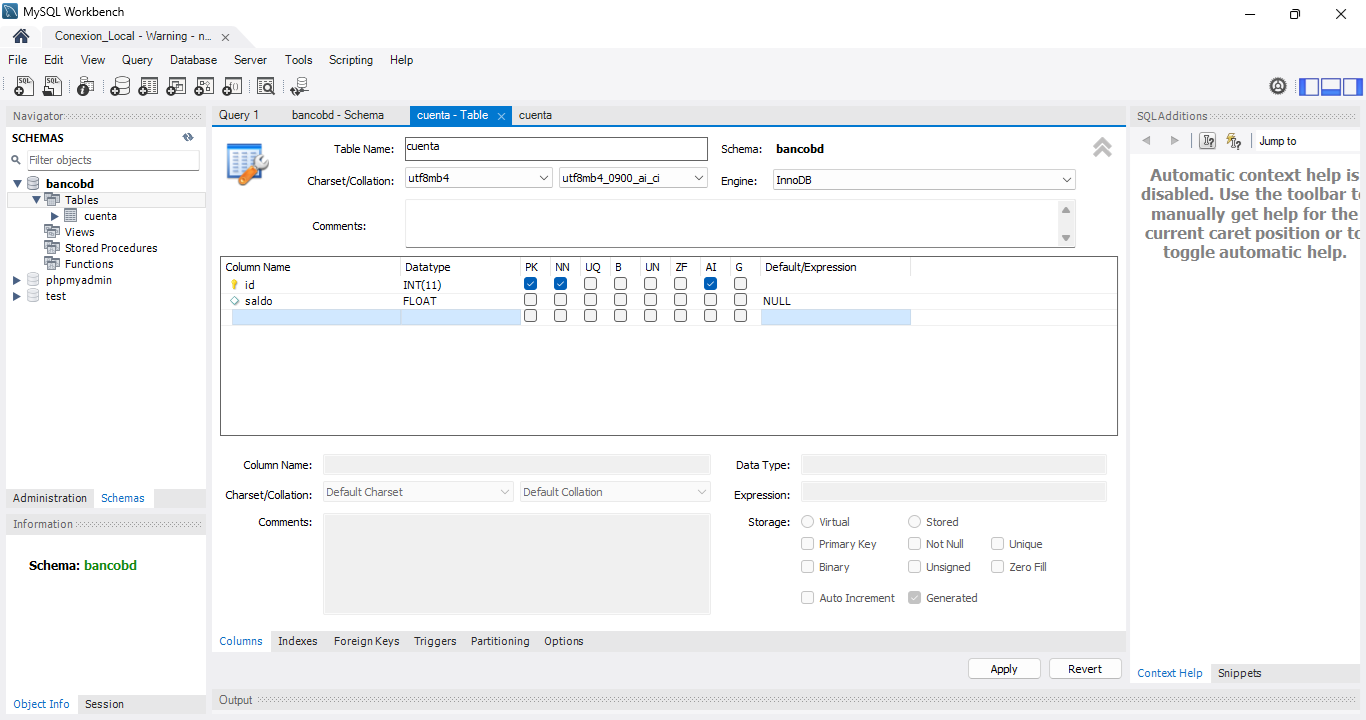 MySQL Workbench
Conexion_Local - Warning - n...
File Edit View Query Database Server Tools Scripting Help
Navigator
SCHEMAS
Filter objects
bancobd
Tables
cuenta
Views
Stored Procedures
Functions
phpmyadmin
test
Administration Schemas
Information
Schema: bancobd
Object Info Session
Query 1 bancobd - Schema cuenta - Table cuenta
Table Name: cuenta Schema: bancobd
Charset/Collation: utf8mb4 utf8mb4_0900_ai_ci Engine: InnoDB
Comments:
Column Name Datatype PK NN UQ B UN ZF AI G Default/Expression
id INT(11)
saldo FLOAT NULL
Column Name: Data Type:
Charset/Collation: Default Charset Default Collation Expression:
Comments: Storage: Virtual Stored
Primary Key Not Null Unique
Binary Unsigned Zero Fill
Auto Increment Generated
Columns Indexes Foreign Keys Triggers Partitioning Options
Apply Revert
Output
SQLAdditions
Jump to
Automatic context help is
disabled. Use the toolbar t
manually get help for the
current caret position or to
toggle automatic help.
Context Help Snippets